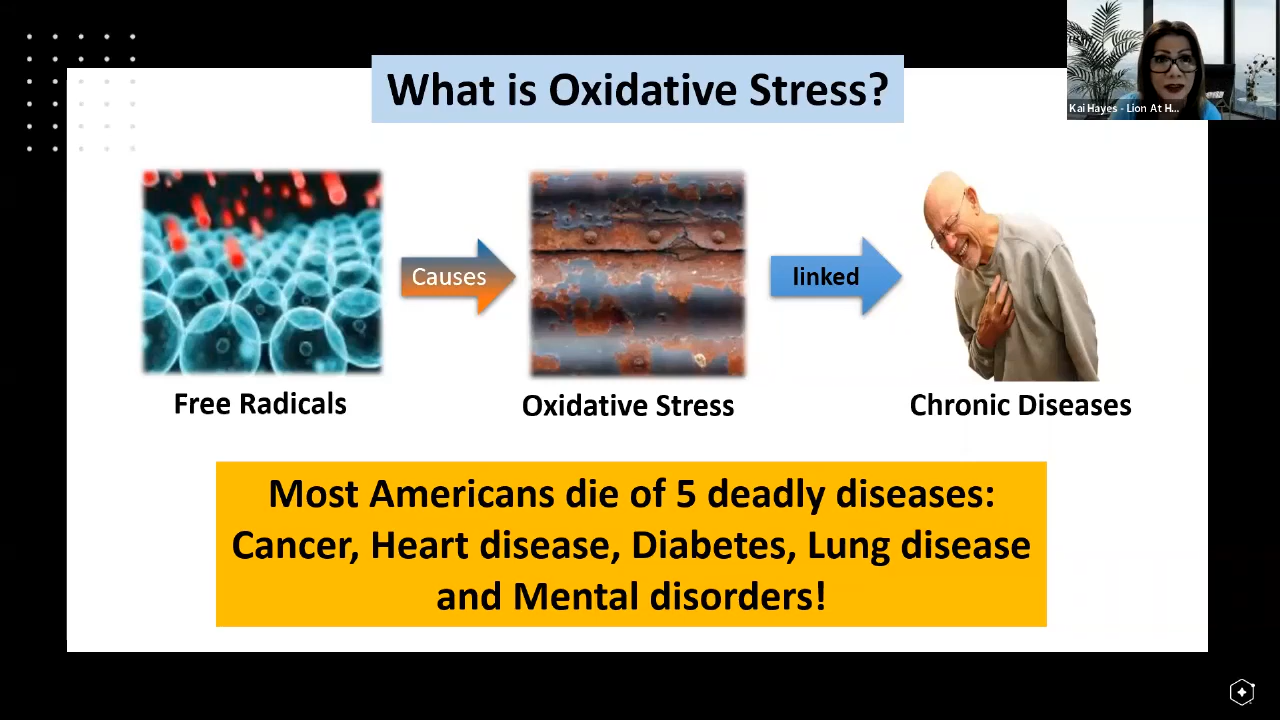 What is Oxidative Stress?
Kai Hayes - Lion At H...
Causes
linked
Free Radicals
Oxidative Stress
Chronic Diseases
Most Americans die of 5 deadly diseases:
Cancer, Heart disease, Diabetes, Lung disease
and Mental disorders!